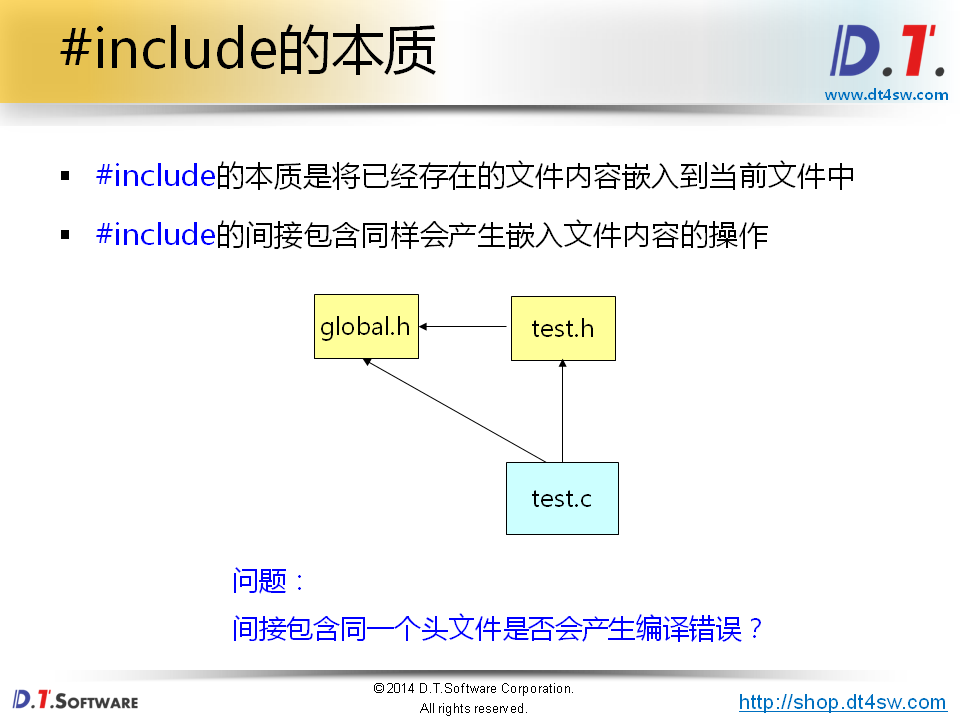 #include的本质
D.T.
www.dt4sw.com
▪ #include的本质是将已经存在的文件内容嵌入到当前文件中
▪ #include的间接包含同样会产生嵌入文件内容的操作
global.h
test.h
test.c
问题：
间接包含同一个头文件是否会产生编译错误？
D.T.SOFTWARE
©2014 D.T.Software Corporation.
All rights reserved.
http://shop.dt4sw.com